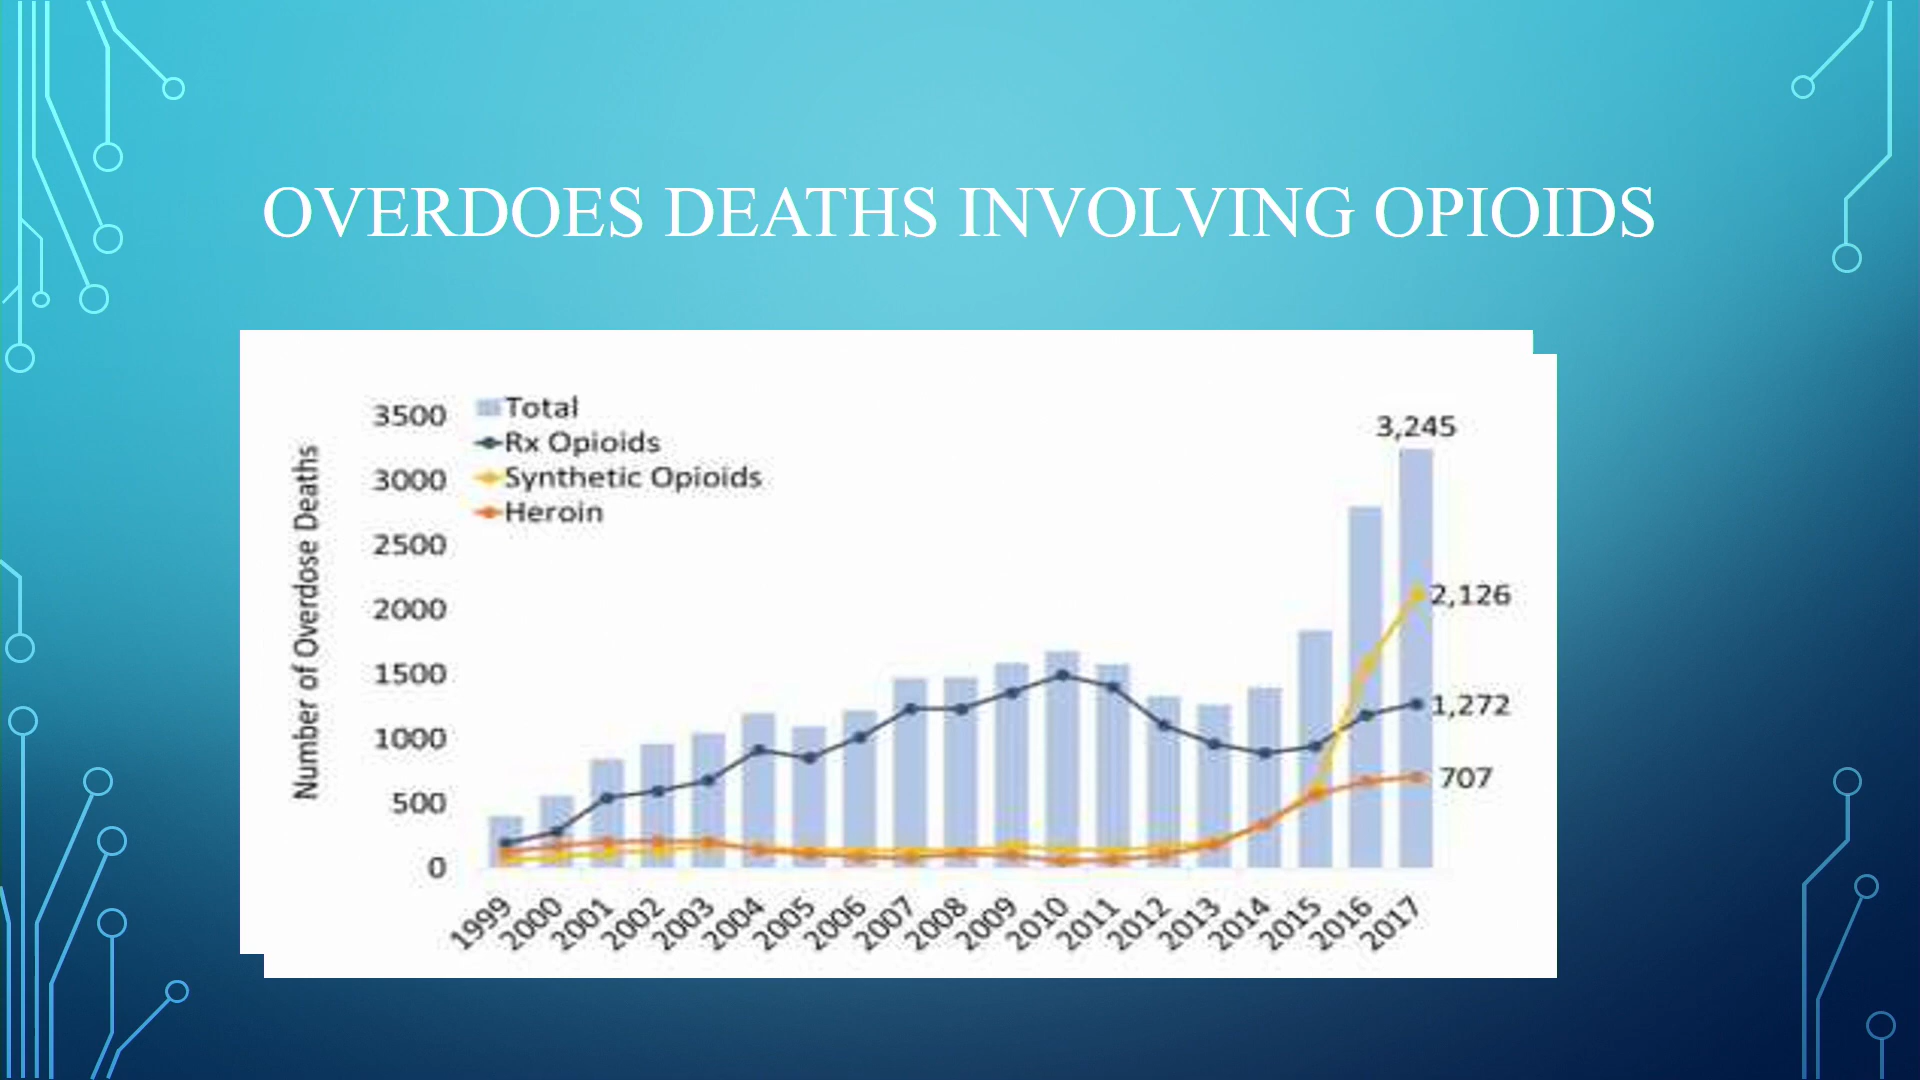 OVERDOES DEATHS INVOLVING OPIOIDS
Number of Overdose Deaths
3500
3000
2500
2000
1500
1000
500
0
Total
Rx Opioids
Synthetic Opioids
Heroin
3,245
2,126
1,272
707
1999 2000 2001 2002 2003 2004 2005 2006 2007 2008 2009 2010 2011 2012 2013 2014 2015 2016 2017